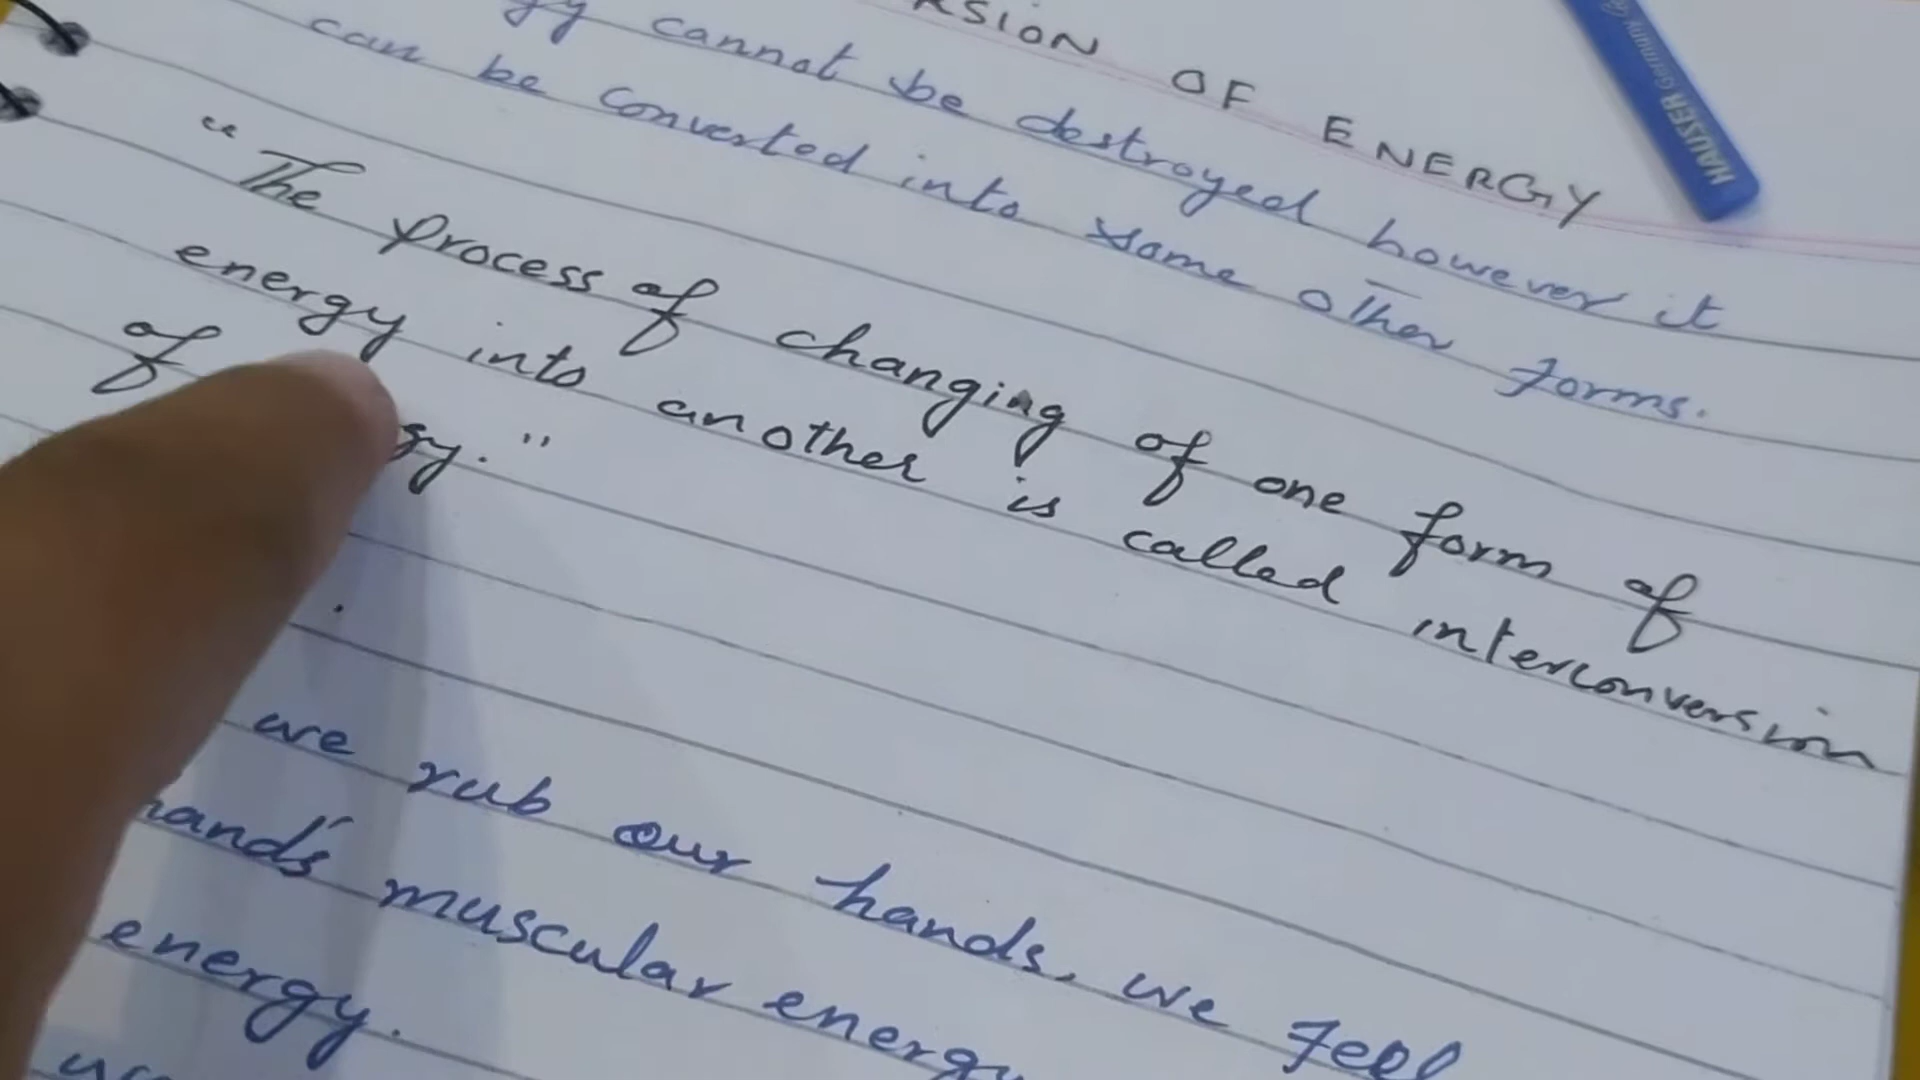 RSION OF ENERGY
gy cannot be destroyed however it
can be converted into some other forms.
"The process of changing of one form of
energy into another is called interconversion
of gy."
we rub our hands, we feel
hands muscular energy
energy.
HAUSER Germany